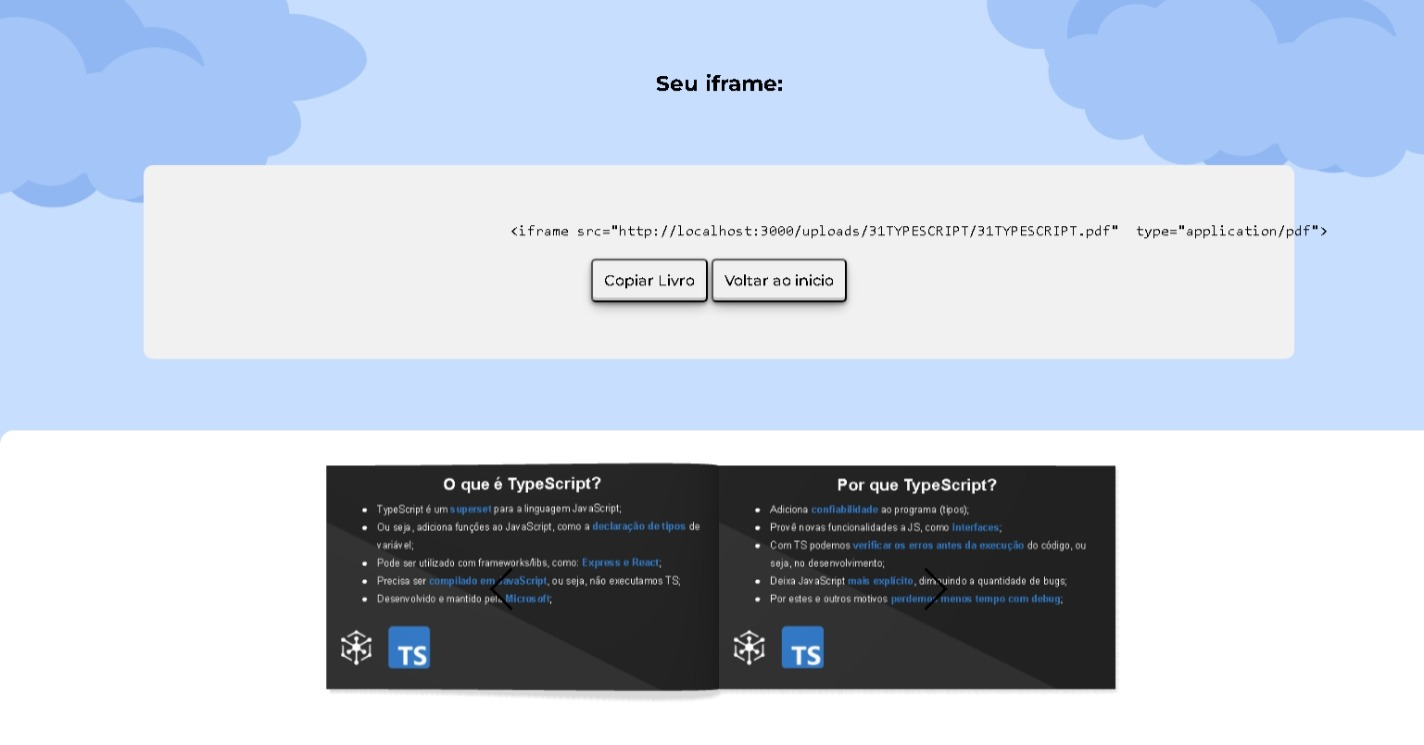 Seu iframe:
<iframe src="http://localhost:3000/uploads/31TYPESCRIPT/31TYPESCRIPT.pdf"  type="application/pdf">
Copiar Livro
Voltar ao inicio
O que é TypeScript?
TypeScript é um superset para a linguagem JavaScript;
Ou seja, adiciona funções ao JavaScript, como a declaração de tipos de
variável;
Pode ser utilizado com frameworks/libs, como: Express e React;
Precisa ser compilado em JavaScript, ou seja, não executamos TS;
Desenvolvido e mantido pela Microsoft;
TS
Por que TypeScript?
Adiciona confiabilidade ao programa (tipos);
Provê novas funcionalidades a JS, como Interfaces;
Com TS podemos verificar os erros antes da execução do código, ou
seja, no desenvolvimento;
Deixa JavaScript mais explícito, diminuindo a quantidade de bugs;
Por estes e outros motivos perdemos menos tempo com debug;
TS